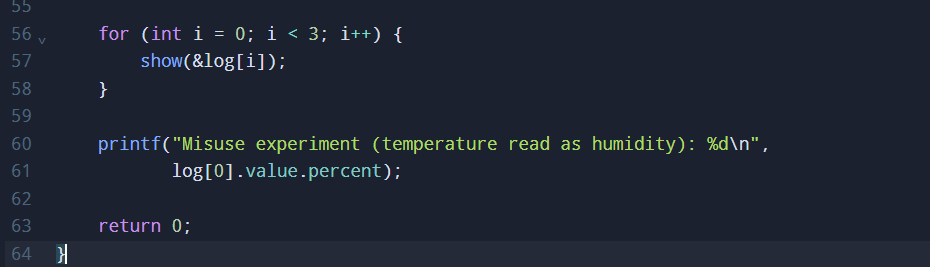 55
56    for (int i = 0; i < 3; i++) {
57        show(&log[i]);
58    }
59
60    printf("Misuse experiment (temperature read as humidity): %d\n",
61           log[0].value.percent);
62
63    return 0;
64 }